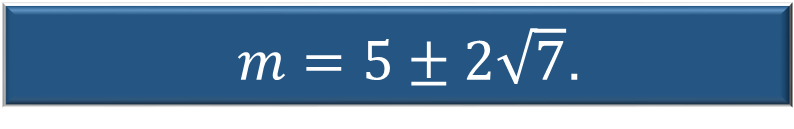 m = 5 ± 2√7.